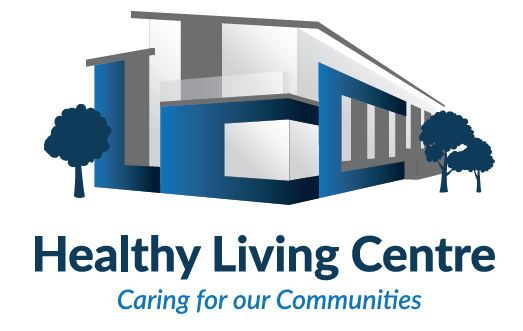 Healthy Living Centre
Caring for our Communities